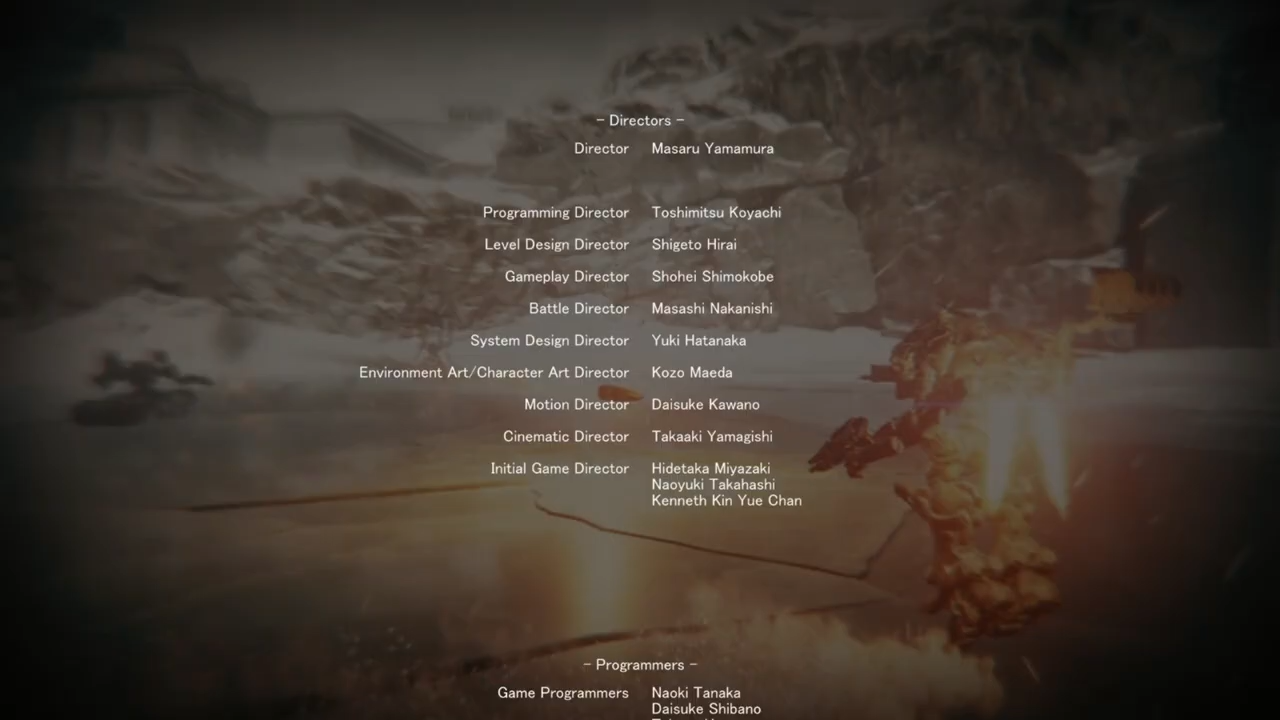 - Directors -
Director Masaru Yamamura
Programming Director Toshimitsu Koyachi
Level Design Director Shigeto Hirai
Gameplay Director Shohei Shimokobe
Battle Director Masashi Nakanishi
System Design Director Yuki Hatanaka
Environment Art/Character Art Director Kozo Maeda
Motion Director Daisuke Kawano
Cinematic Director Takaaki Yamagishi
Initial Game Director Hidetaka Miyazaki
Naoyuki Takahashi
Kenneth Kin Yue Chan
- Programmers -
Game Programmers Naoki Tanaka
Daisuke Shibano